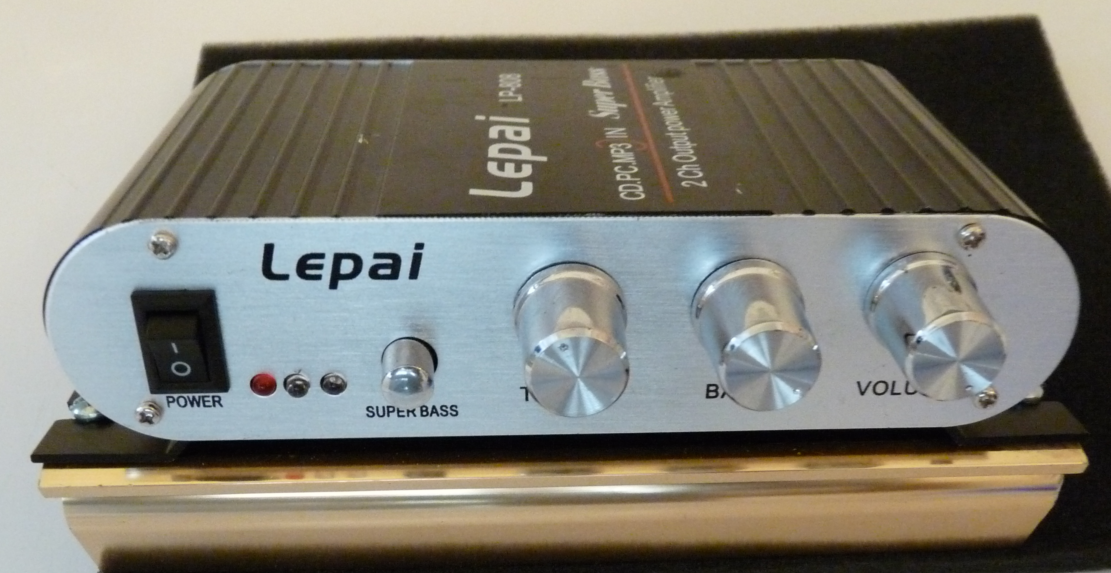 Lepai LP-808
CD.PC.MP3 IN Super Bass
2 Ch Output power Amplifier
Lepai
POWER
SUPER BASS